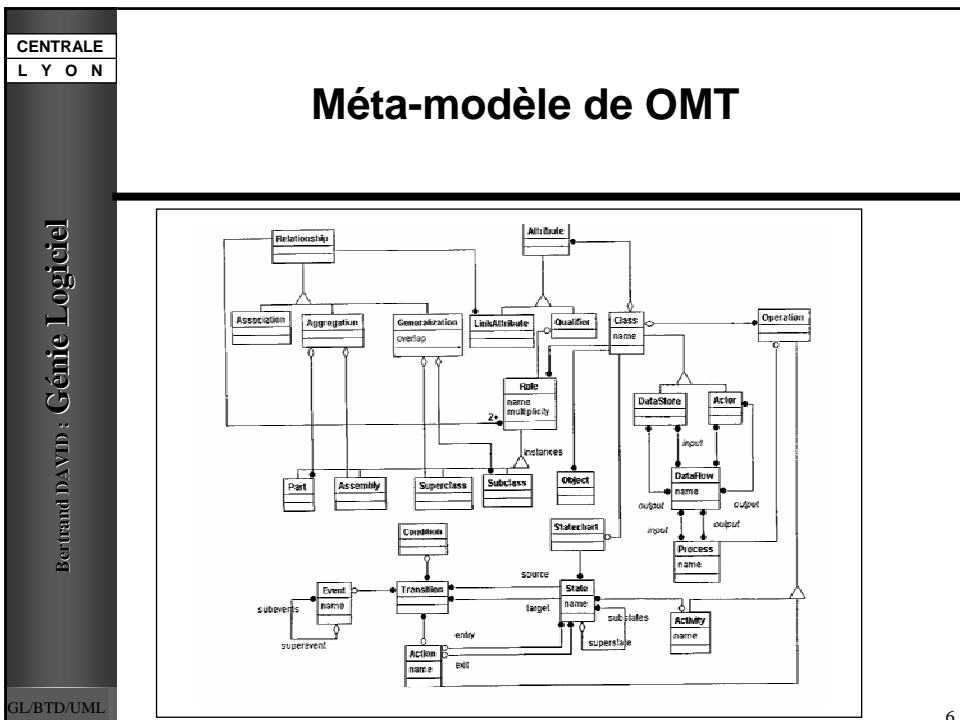 CENTRALE
L Y O N
Méta-modèle de OMT
Bertrand DAVID : Génie Logiciel
Relationship
Attribute
Association
Aggregation
Generalization
overlap
LinkAttribute
Qualifier
Class
name
Operation
Role
name
multiplicity
2+
DataStore
Actor
input
instances
Part
Assembly
Superclass
Subclass
Object
DataFlow
name
output
output
input
output
Statechart
Process
name
Condition
source
Event
name
Transition
State
name
target
subevents
substates
superevent
superstate
Activity
name
entry
Action
name
exit
GL/BTD/UML
6